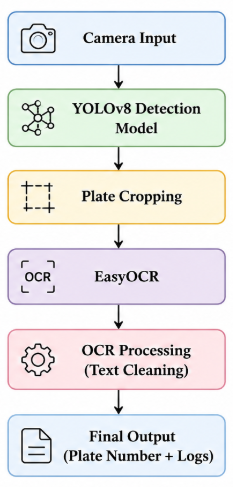 Camera Input
YOLOv8 Detection
Model
Plate Cropping
OCR
EasyOCR
OCR Processing
(Text Cleaning)
Final Output
(Plate Number + Logs)